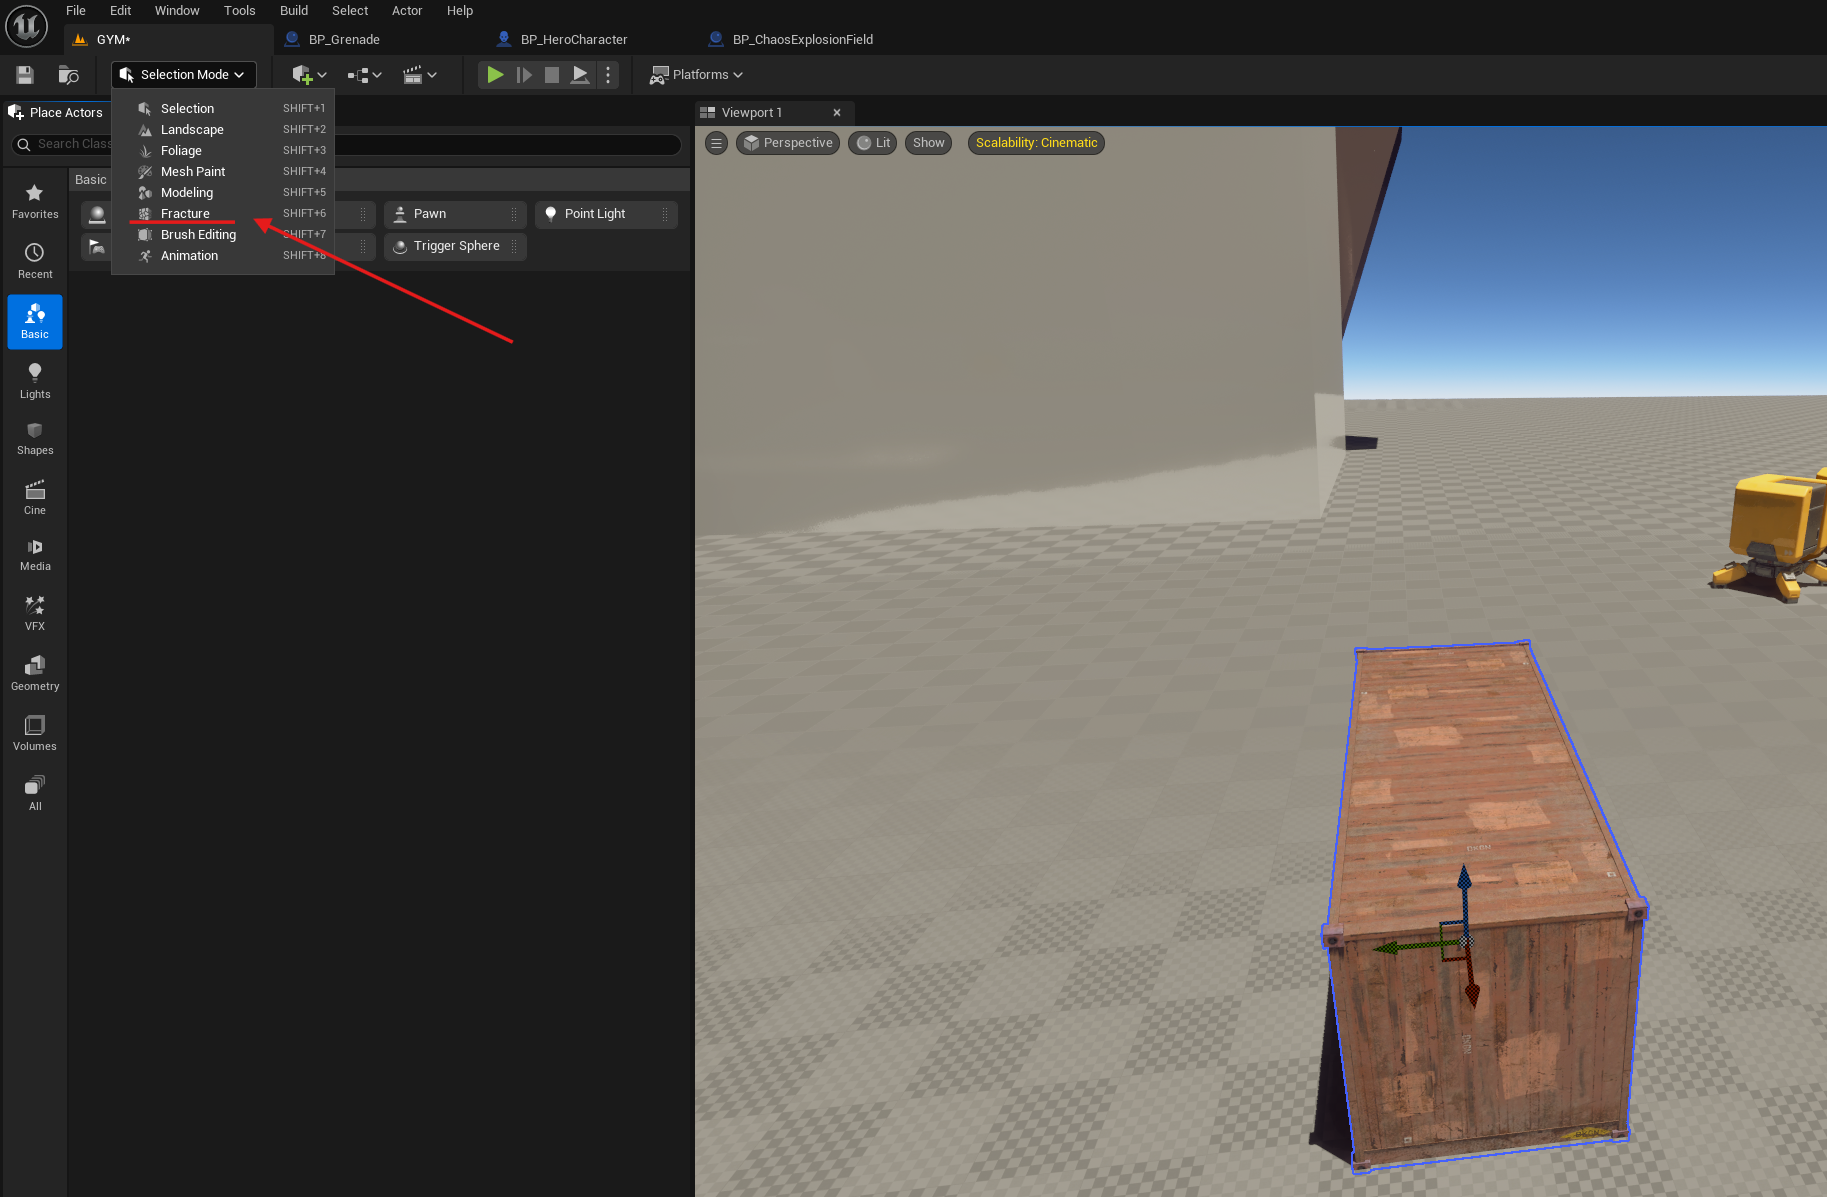 File Edit Window Tools Build Select Actor Help
GYM* BP_Grenade BP_HeroCharacter BP_ChaosExplosionField
Selection Mode Platforms
Place Actors
Search Clas
Basic
Selection SHIFT+1
Landscape SHIFT+2
Foliage SHIFT+3
Mesh Paint SHIFT+4
Modeling SHIFT+5
Fracture SHIFT+6
Brush Editing SHIFT+7
Animation SHIFT+8
Pawn Point Light
Trigger Sphere
Favorites
Recent
Basic
Lights
Shapes
Cine
Media
VFX
Geometry
Volumes
All
Viewport 1
Perspective Lit Show Scalability: Cinematic